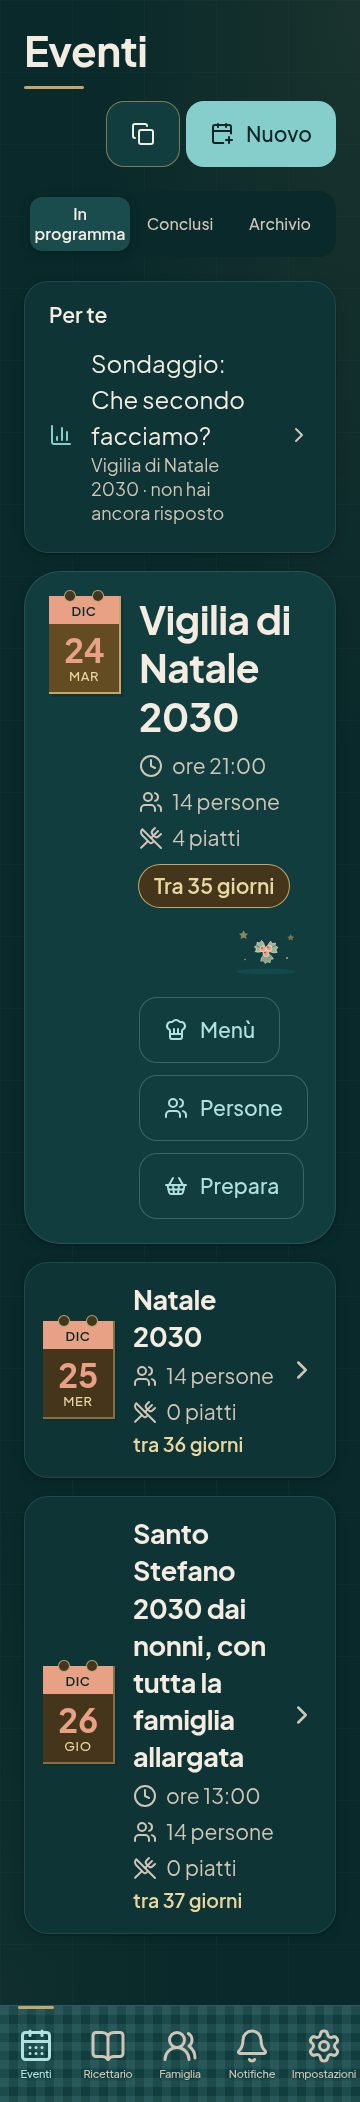 Eventi
Nuovo
In
programma
Conclusi
Archivio
Per te
Sondaggio:
Che secondo
facciamo?
Vigilia di Natale
2030 · non hai
ancora risposto
DIC
24
MAR
Vigilia di
Natale
2030
ore 21:00
14 persone
4 piatti
Tra 35 giorni
Menù
Persone
Prepara
DIC
25
MER
Natale
2030
14 persone
0 piatti
tra 36 giorni
DIC
26
GIO
Santo
Stefano
2030 dai
nonni, con
tutta la
famiglia
allargata
ore 13:00
14 persone
0 piatti
tra 37 giorni
Eventi
Ricettario
Famiglia
Notifiche
Impostazioni